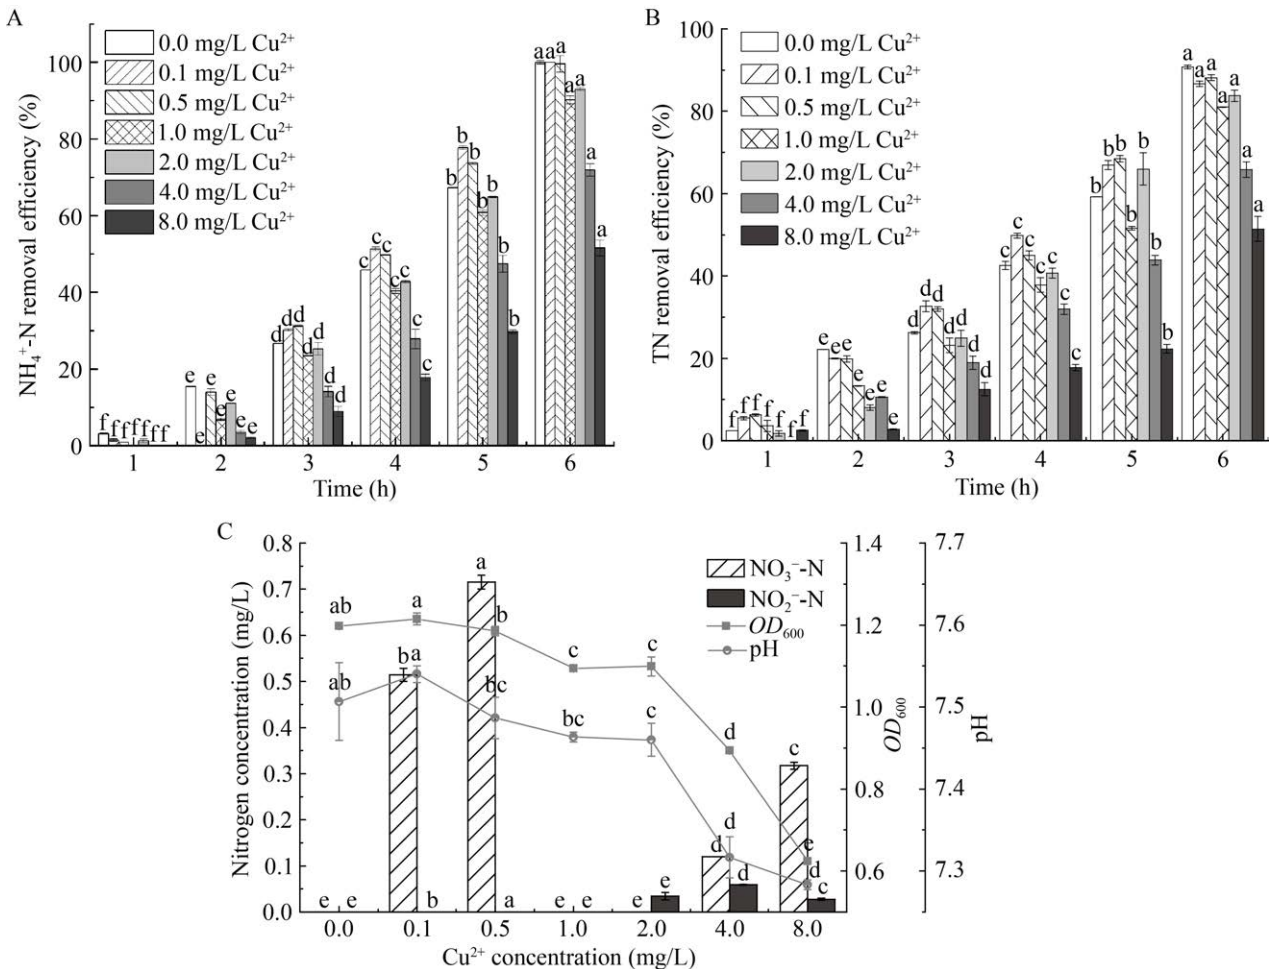 A
0.0 mg/L Cu²⁺
0.1 mg/L Cu²⁺
0.5 mg/L Cu²⁺
1.0 mg/L Cu²⁺
2.0 mg/L Cu²⁺
4.0 mg/L Cu²⁺
8.0 mg/L Cu²⁺
NH₄⁺-N removal efficiency (%)
100
80
60
40
20
0
f f f f f f f
e e e e e e e
d d d d d d d
c c c c c c c
b b b b b b b
a a a a a a a
1 2 3 4 5 6
Time (h)
B
0.0 mg/L Cu²⁺
0.1 mg/L Cu²⁺
0.5 mg/L Cu²⁺
1.0 mg/L Cu²⁺
2.0 mg/L Cu²⁺
4.0 mg/L Cu²⁺
8.0 mg/L Cu²⁺
TN removal efficiency (%)
100
80
60
40
20
0
f f f f f f f
e e e e e e e
d d d d d d d
c c c c c c c
b b b b b b b
a a a a a a a
1 2 3 4 5 6
Time (h)
C
NO₃⁻-N
NO₂⁻-N
OD₆₀₀
pH
Nitrogen concentration (mg/L)
0.8
0.7
0.6
0.5
0.4
0.3
0.2
0.1
0.0
ab a b c c d e
ab a bc bc c d d
e b a e e d c
e b a e e d c
0.0 0.1 0.5 1.0 2.0 4.0 8.0
Cu²⁺ concentration (mg/L)
1.4
1.2
1.0
0.8
0.6
OD₆₀₀
7.7
7.6
7.5
7.4
7.3
pH